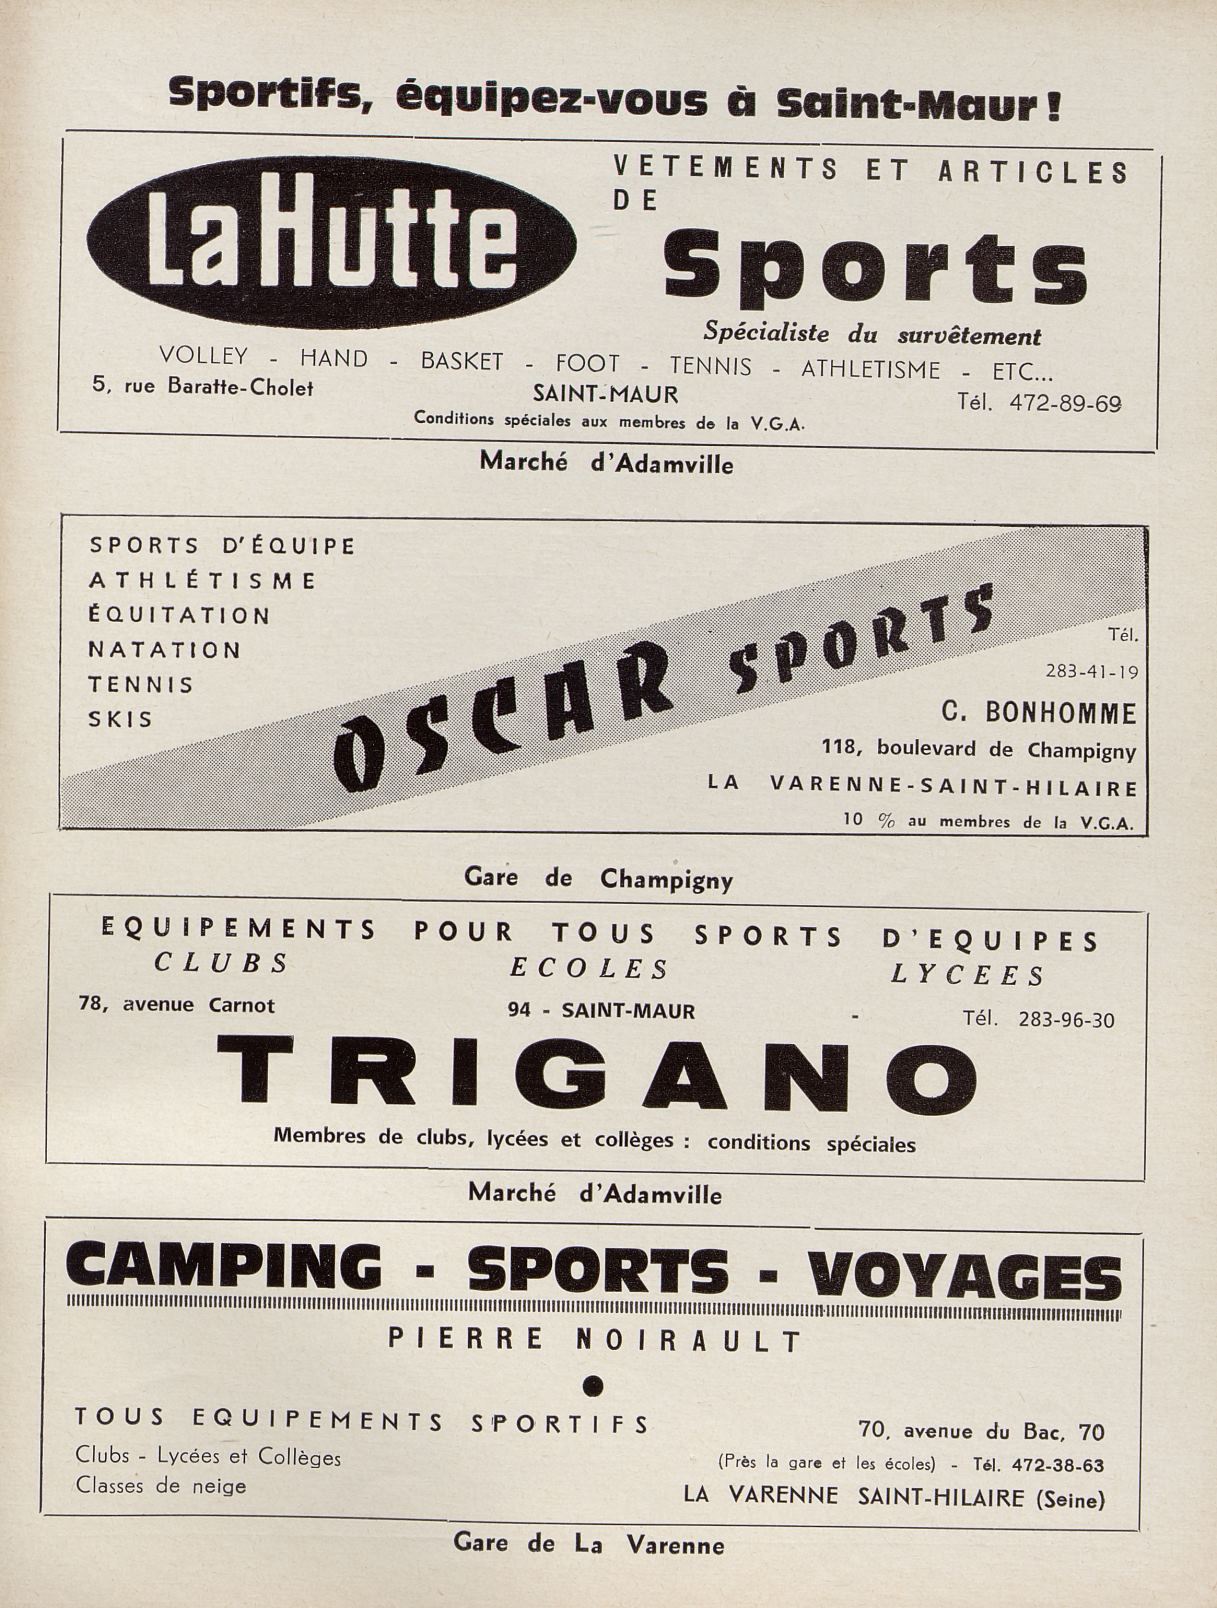 Sportifs, équipez-vous à Saint-Maur !
La Hutte
VETEMENTS ET ARTICLES
DE
Sports
Spécialiste du survêtement
VOLLEY - HAND - BASKET - FOOT - TENNIS - ATHLETISME - ETC...
5, rue Baratte-Cholet SAINT-MAUR Tél. 472-89-69
Conditions spéciales aux membres de la V.G.A.
Marché d'Adamville
SPORTS D'ÉQUIPE
ATHLÉTISME
ÉQUITATION
NATATION
TENNIS
SKIS
OSCAR SPORTS
Tél.
283-41-19
C. BONHOMME
118, boulevard de Champigny
LA VARENNE-SAINT-HILAIRE
10 % au membres de la V.G.A.
Gare de Champigny
EQUIPEMENTS POUR TOUS SPORTS D'EQUIPES
CLUBS ECOLES LYCEES
78, avenue Carnot 94 - SAINT-MAUR - Tél. 283-96-30
TRIGANO
Membres de clubs, lycées et collèges : conditions spéciales
Marché d'Adamville
CAMPING - SPORTS - VOYAGES
PIERRE NOIRAULT
TOUS EQUIPEMENTS SPORTIFS
Clubs - Lycées et Collèges
Classes de neige
70, avenue du Bac, 70
(Près la gare et les écoles) - Tél. 472-38-63
LA VARENNE SAINT-HILAIRE (Seine)
Gare de La Varenne